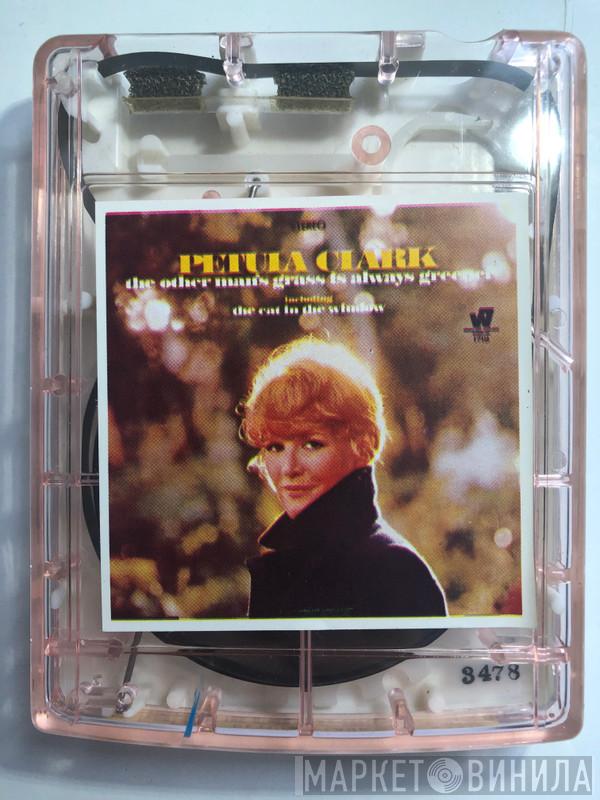 STEREO
PETULA CLARK
the other man's grass is always greener
including
the cat in the window
1719
3478
МАРКЕТ ВИНИЛА